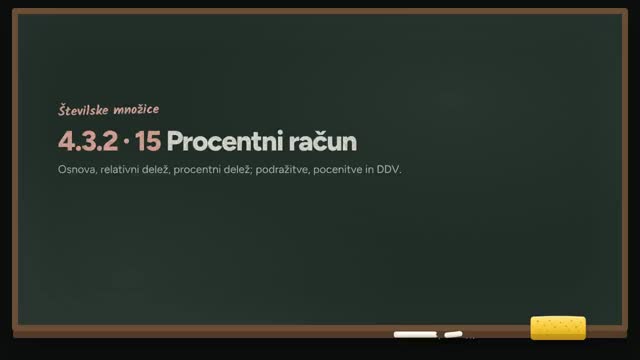 Številske množice
4.3.2 · 15 Procentni račun
Osnova, relativni delež, procentni delež; podražitve, pocenitve in DDV.